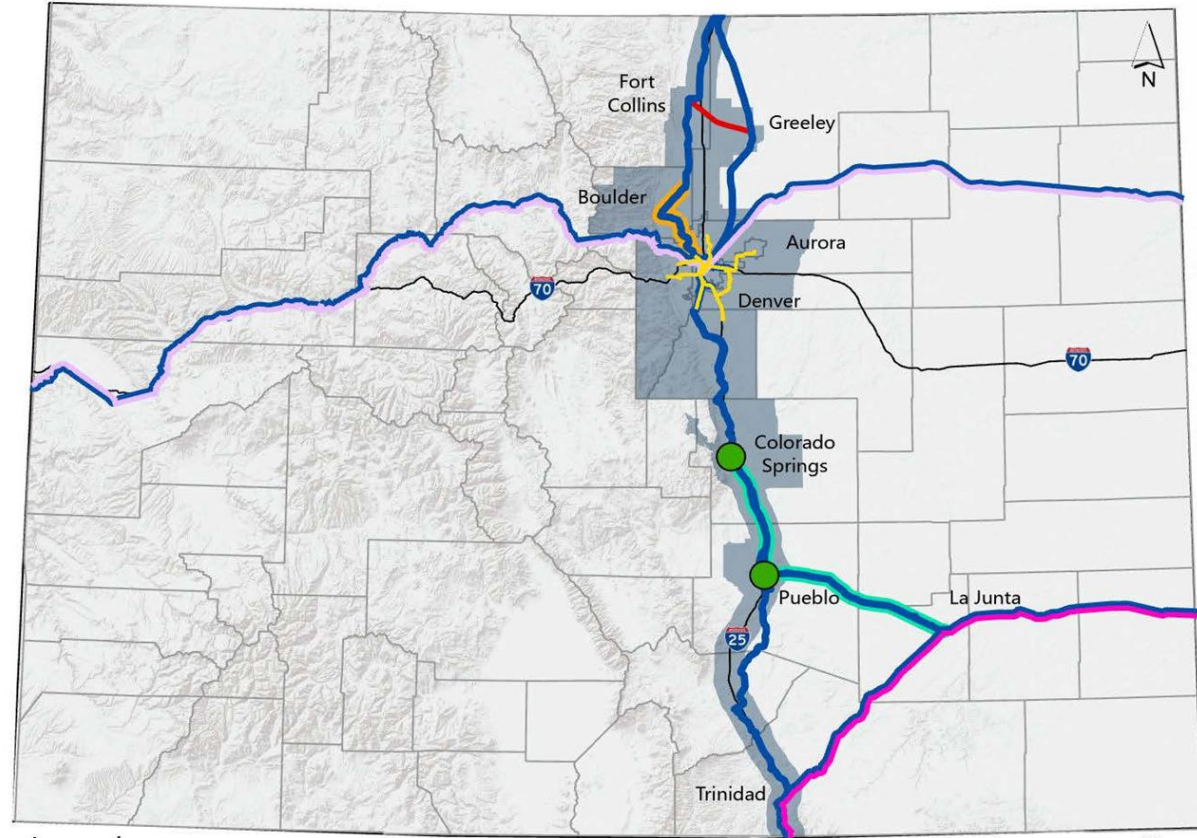 N
Fort
Collins
Greeley
Boulder
Aurora
70
Denver
70
Colorado
Springs
Pueblo
La Junta
25
Trinidad